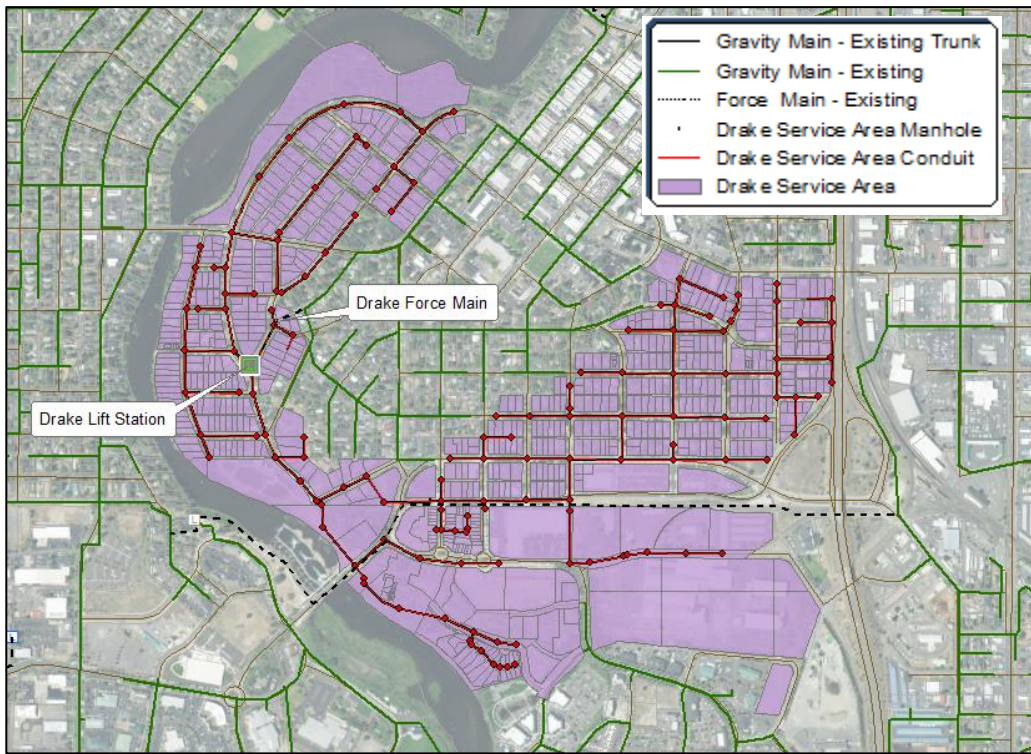 Gravity Main - Existing Trunk
Gravity Main - Existing
Force Main - Existing
Drake Service Area Manhole
Drake Service Area Conduit
Drake Service Area
Drake Force Main
Drake Lift Station